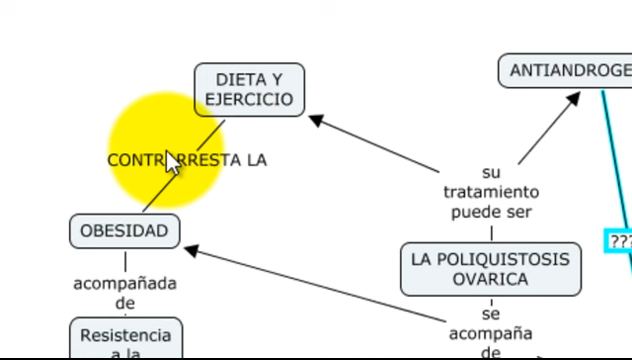 DIETA Y
EJERCICIO
ANTIANDROGE
CONTRARRESTA LA
su
tratamiento
puede ser
OBESIDAD
???
LA POLIQUISTOSIS
OVARICA
acompañada
de
se
acompaña
de
Resistencia
a la